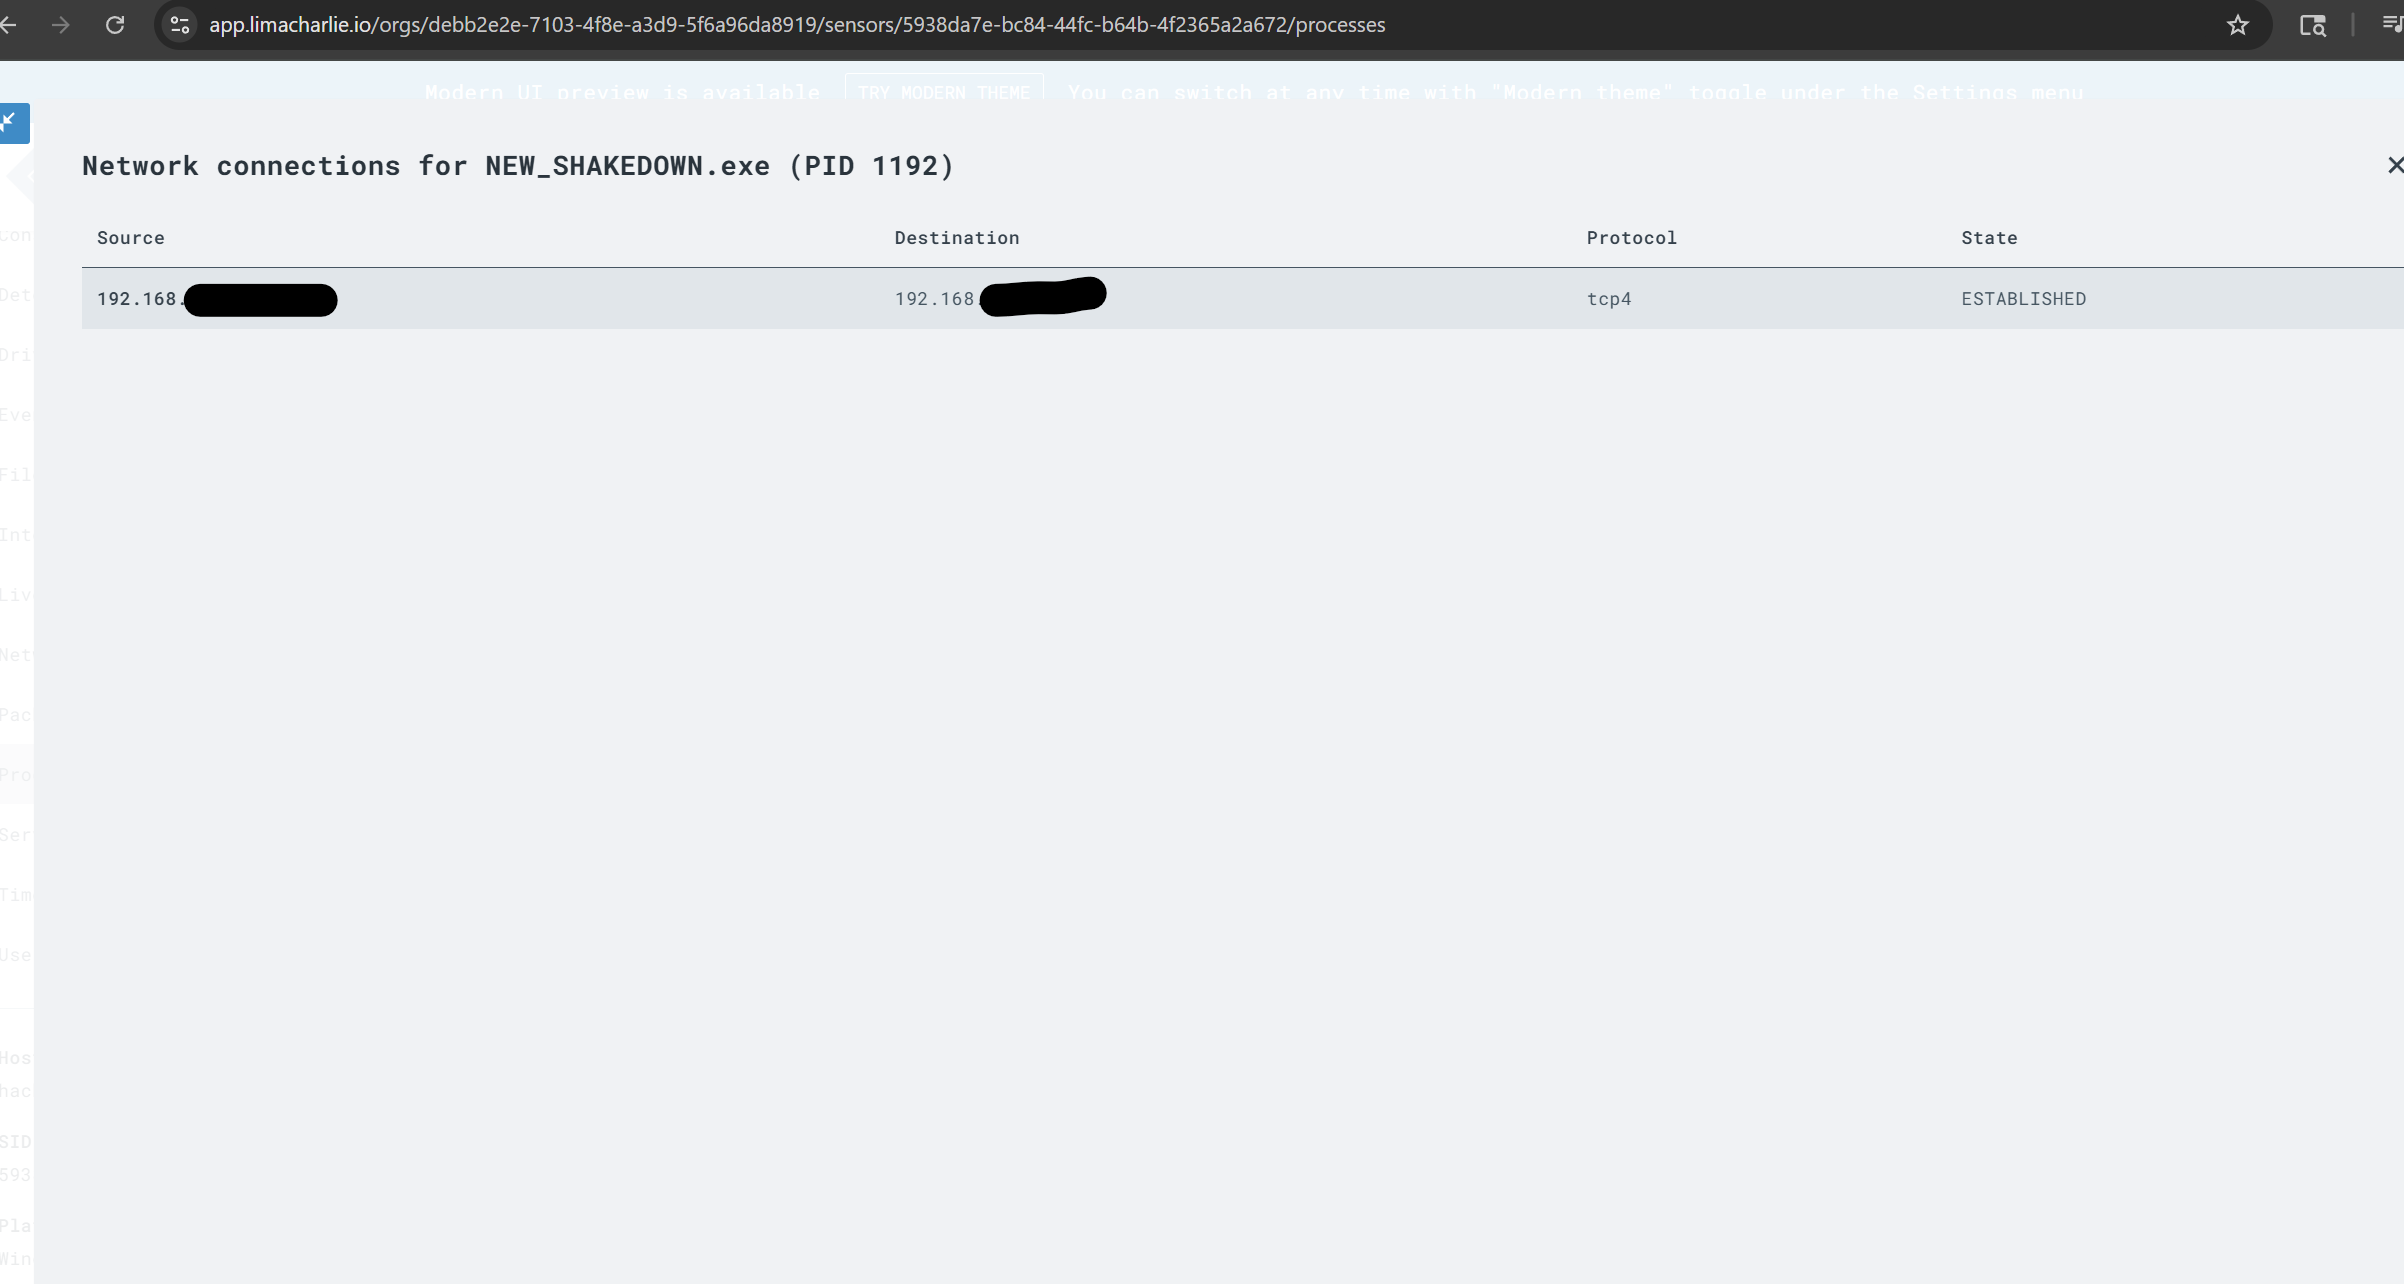 app.limacharlie.io/orgs/debb2e2e-7103-4f8e-a3d9-5f6a96da8919/sensors/5938da7e-bc84-44fc-b64b-4f2365a2a672/processes
Modern UI preview is available TRY MODERN THEME You can switch at any time with "Modern theme" toggle under the Settings menu
Network connections for NEW_SHAKEDOWN.exe (PID 1192)
Source Destination Protocol State
192.168. 192.168. tcp4 ESTABLISHED
Con
Det
Dri
Eve
Fil
Int
Liv
Net
Pac
Pro
Ser
Tim
Use
Hos
hac
SID
593
Pla
Win